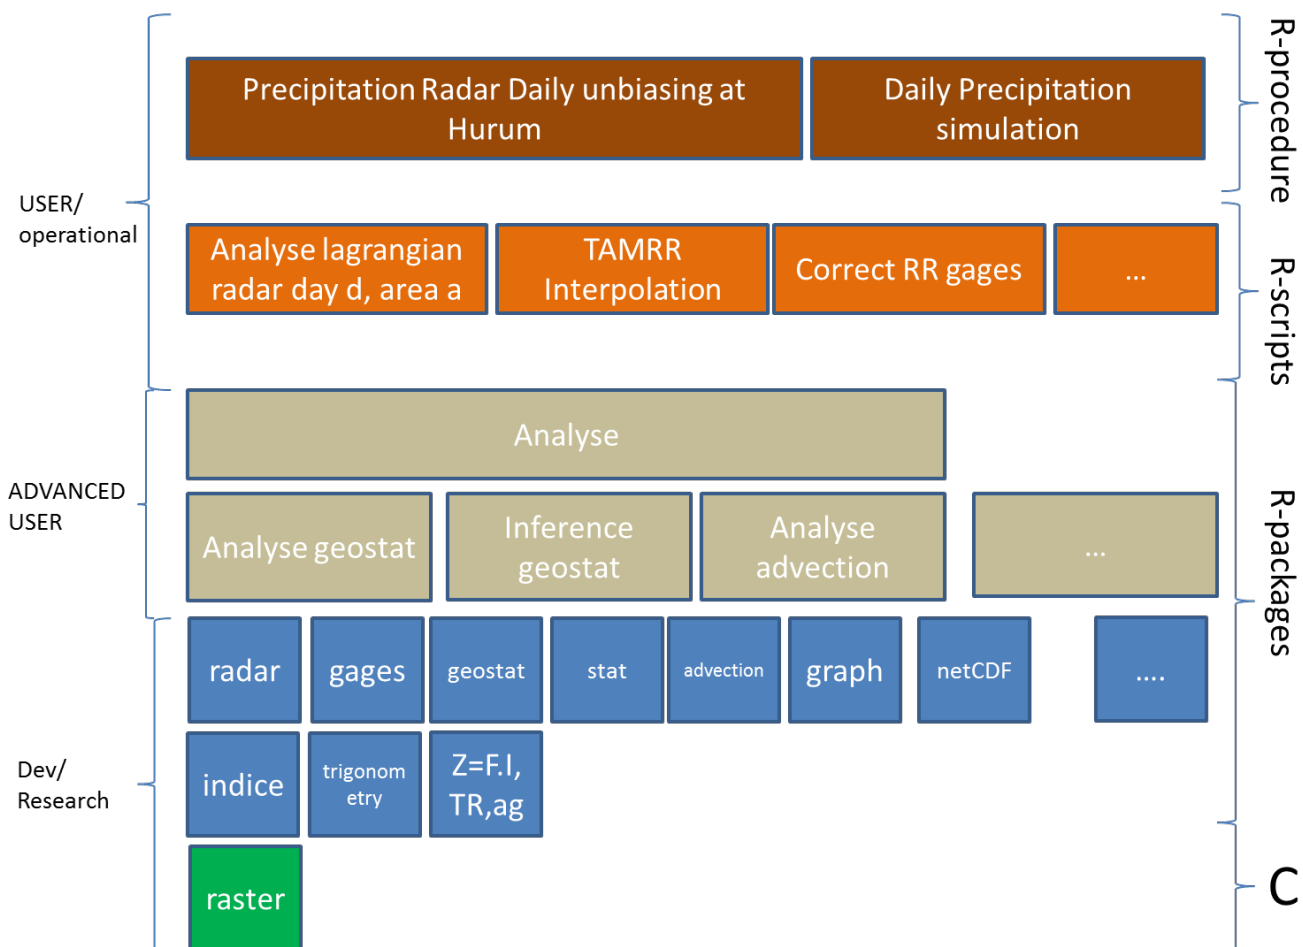 R-procedure
Precipitation Radar Daily unbiasing at
Hurum
Daily Precipitation
simulation
USER/
operational
R-scripts
Analyse lagrangian
radar day d, area a
TAMRR
Interpolation
Correct RR gages
...
Analyse
ADVANCED
USER
R-packages
Analyse geostat
Inference
geostat
Analyse
advection
...
radar
gages
geostat
stat
advection
graph
netCDF
....
Dev/
Research
indice
trigonom
etry
Z=F.I,
TR,ag
raster
C